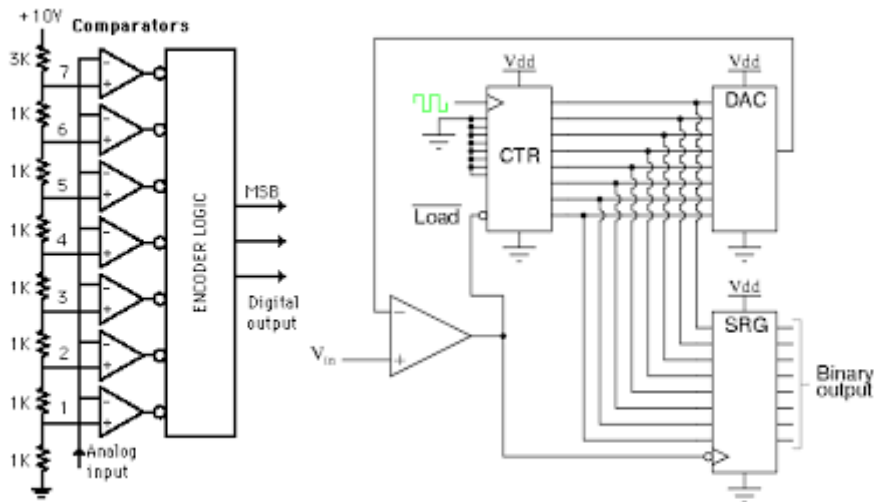 +10V
Comparators
3K
7
1K
6
1K
5
1K
4
1K
3
1K
2
1K
1
1K
Analog
input
ENCODER LOGIC
MSB
Digital
output
Vdd
Vdd
DAC
CTR
Load
Vin
Vdd
SRG
Binary
output
−
+
−
+
−
+
−
+
−
+
−
+
−
+
−
+